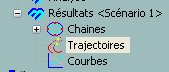 Résultats <Scénario 1>
Chaines
Trajectoires
Courbes